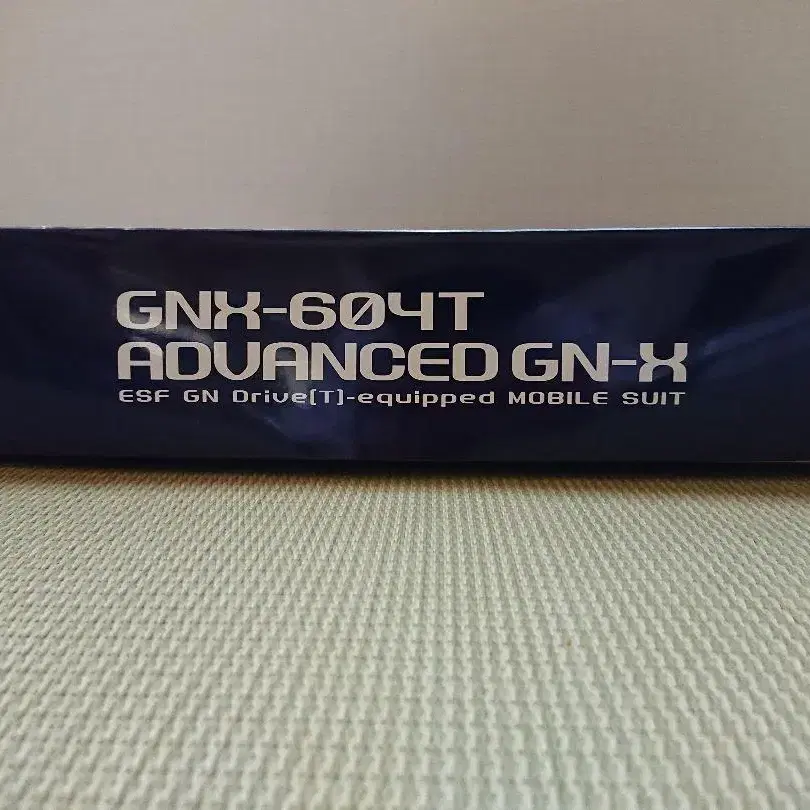 GNX-604T
ADVANCED GN-X
ESF GN Drive[T]-equipped MOBILE SUIT